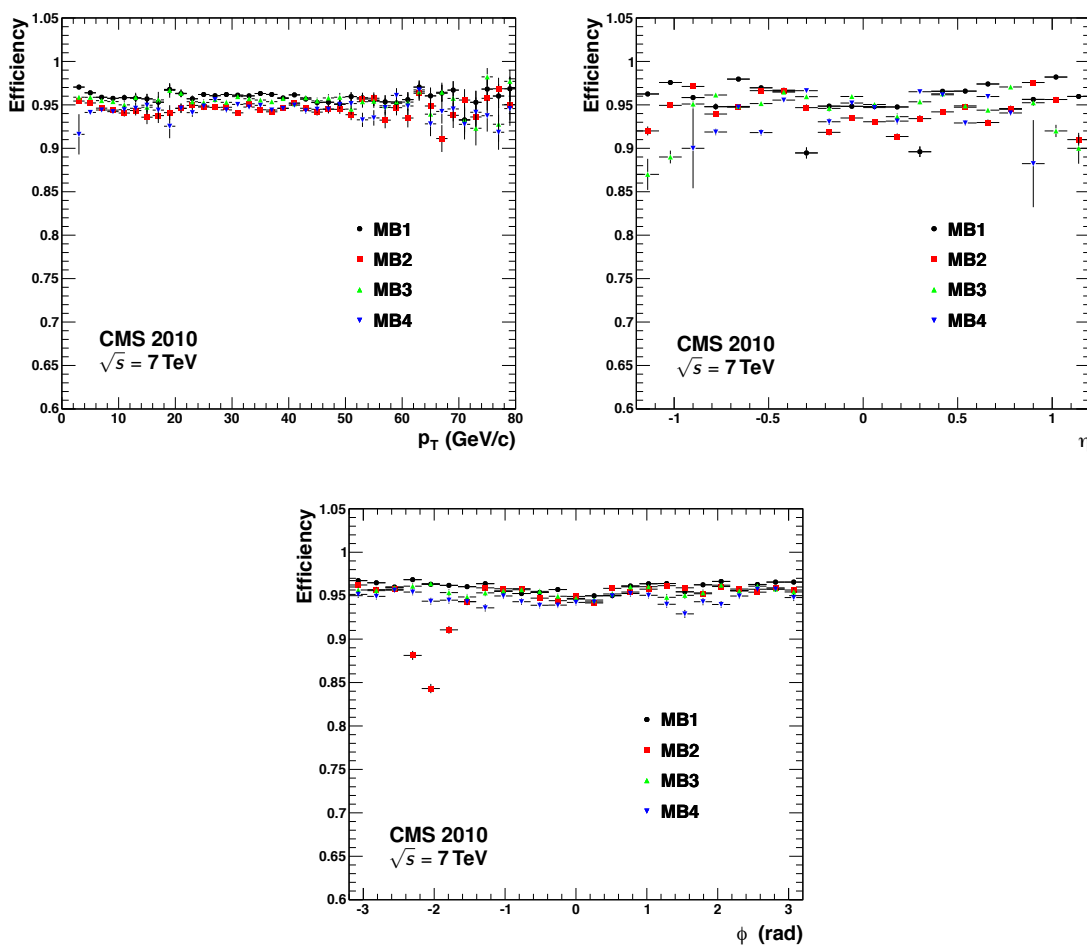 Efficiency
1.05
1
0.95
0.9
0.85
0.8
0.75
0.7
0.65
0.6
MB1
MB2
MB3
MB4
CMS 2010
√s = 7 TeV
0 10 20 30 40 50 60 70 80
p_T (GeV/c)
Efficiency
1.05
1
0.95
0.9
0.85
0.8
0.75
0.7
0.65
0.6
MB1
MB2
MB3
MB4
CMS 2010
√s = 7 TeV
-1 -0.5 0 0.5 1
η
Efficiency
1.05
1
0.95
0.9
0.85
0.8
0.75
0.7
0.65
0.6
MB1
MB2
MB3
MB4
CMS 2010
√s = 7 TeV
-3 -2 -1 0 1 2 3
ϕ (rad)